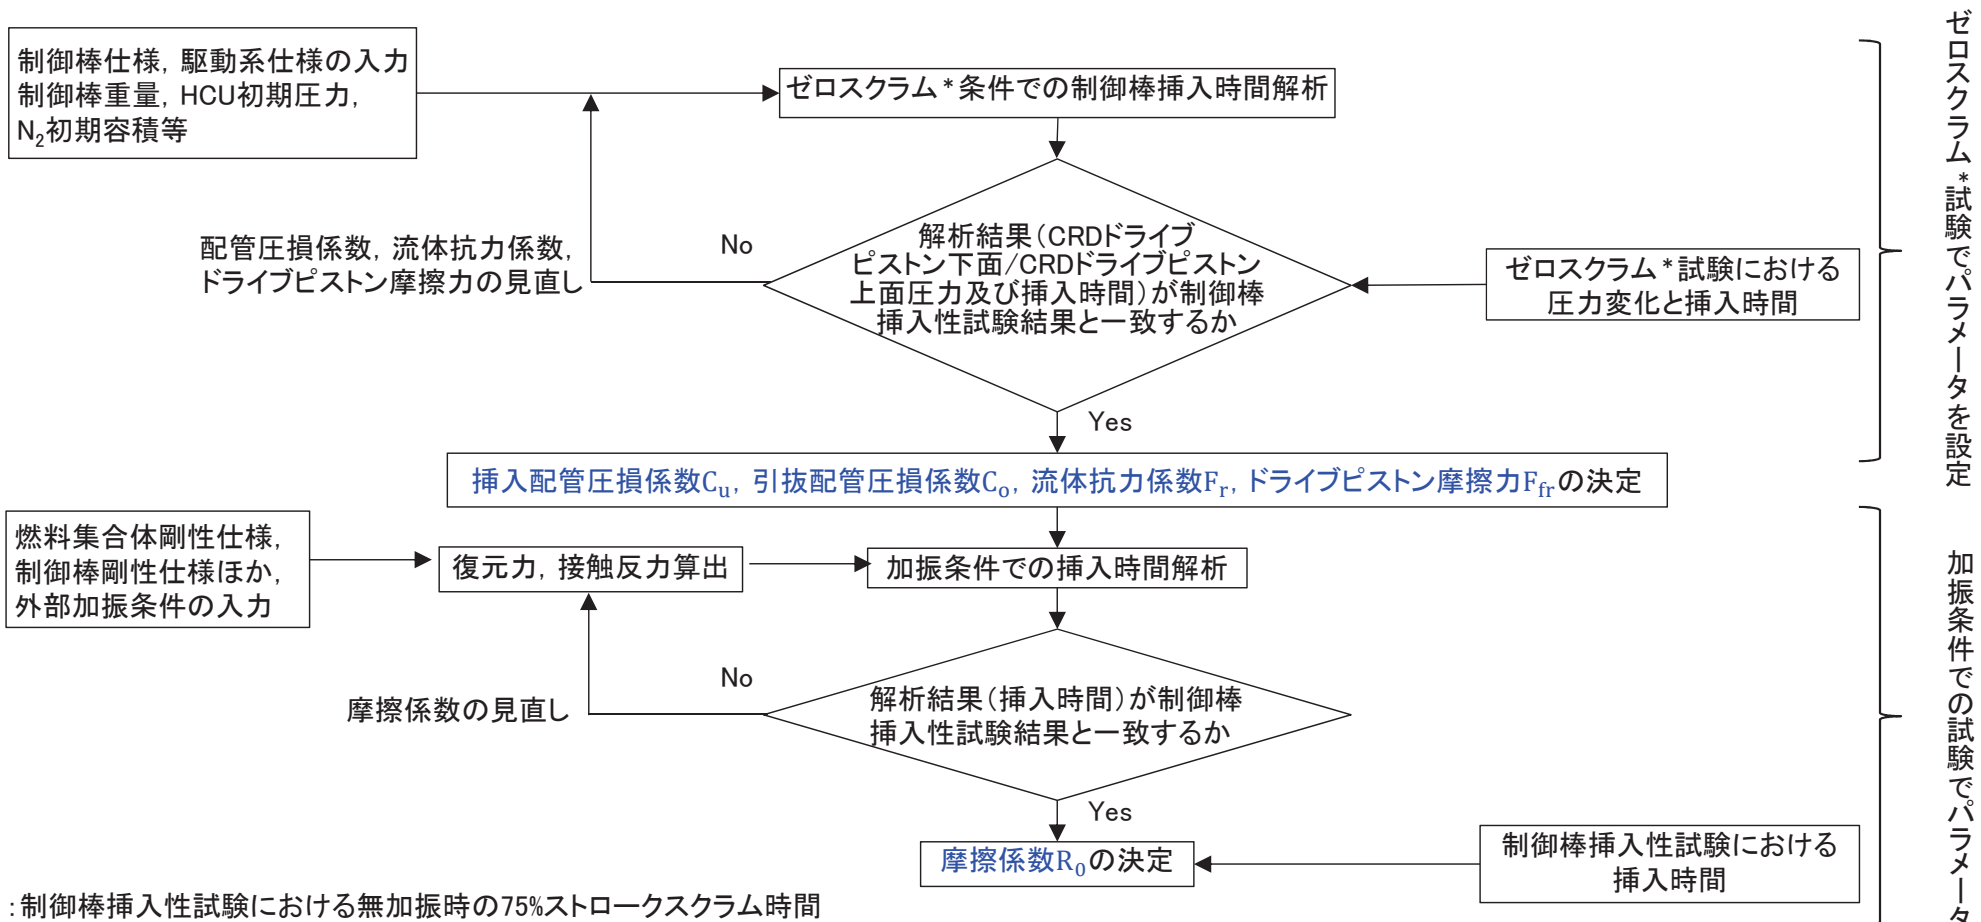 制御棒仕様，駆動系仕様の入力
制御棒重量，HCU初期圧力，
N₂初期容積等
ゼロスクラム*条件での制御棒挿入時間解析
配管圧損係数，流体抗力係数，
ドライブピストン摩擦力の見直し
No
解析結果（CRDドライブ
ピストン下面/CRDドライブピストン
上面圧力及び挿入時間）が制御棒
挿入性試験結果と一致するか
ゼロスクラム*試験における
圧力変化と挿入時間
ゼロスクラム*試験でパラメータを設定
Yes
挿入配管圧損係数Cᵤ，引抜配管圧損係数Cₒ，流体抗力係数Fᵣ，ドライブピストン摩擦力F_frの決定
燃料集合体剛性仕様，
制御棒剛性仕様ほか，
外部加振条件の入力
復元力，接触反力算出
加振条件での挿入時間解析
摩擦係数の見直し
No
解析結果（挿入時間）が制御棒
挿入性試験結果と一致するか
Yes
摩擦係数R₀の決定
制御棒挿入性試験における
挿入時間
加振条件での試験でパラメータ
:制御棒挿入性試験における無加振時の75%ストロークスクラム時間